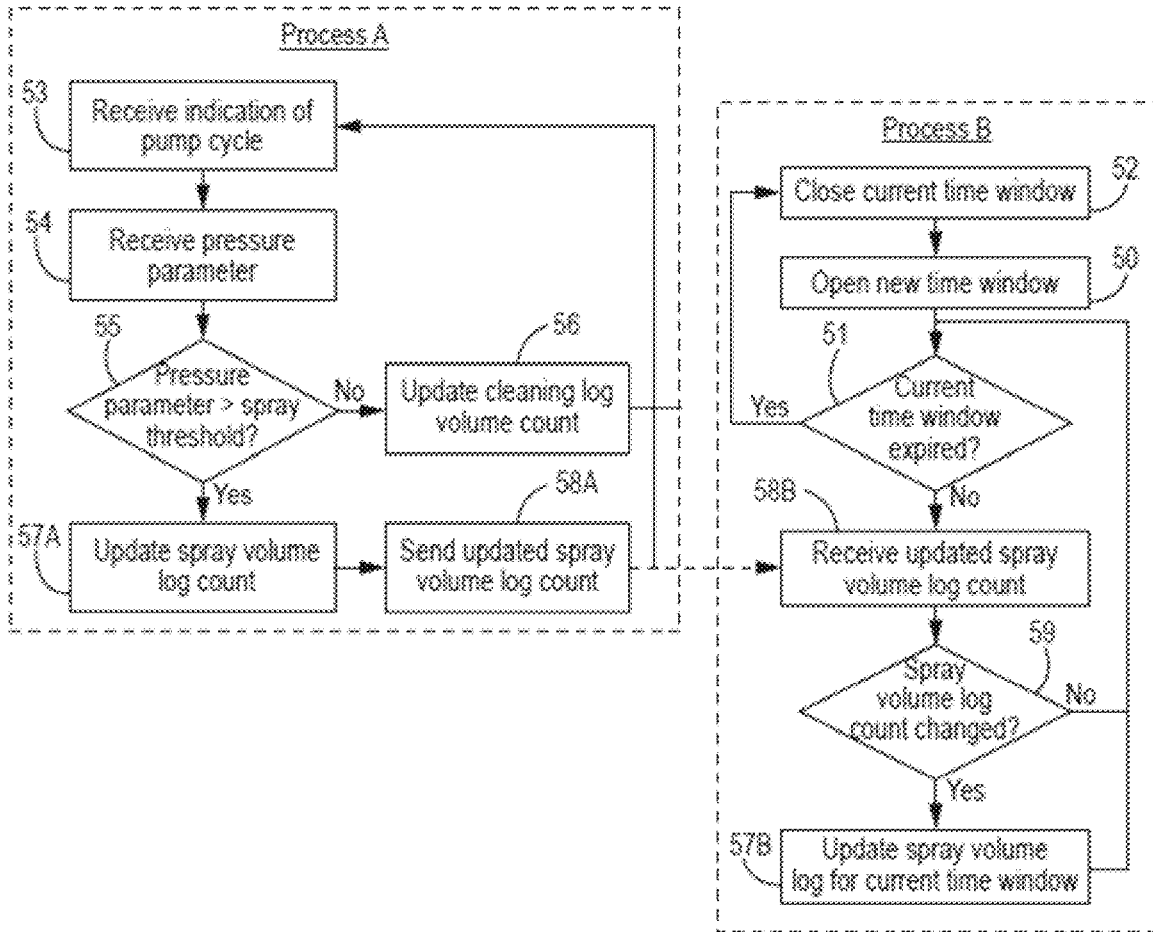 Process A
53
Receive indication of
pump cycle
54
Receive pressure
parameter
55
Pressure
parameter > spray
threshold?
No
56
Update cleaning log
volume count
Yes
57A
Update spray volume
log count
58A
Send updated spray
volume log count
Process B
52
Close current time window
50
Open new time window
51
Current
time window
expired?
Yes
No
58B
Receive updated spray
volume log count
59
Spray
volume log
count changed?
No
Yes
57B
Update spray volume
log for current time window